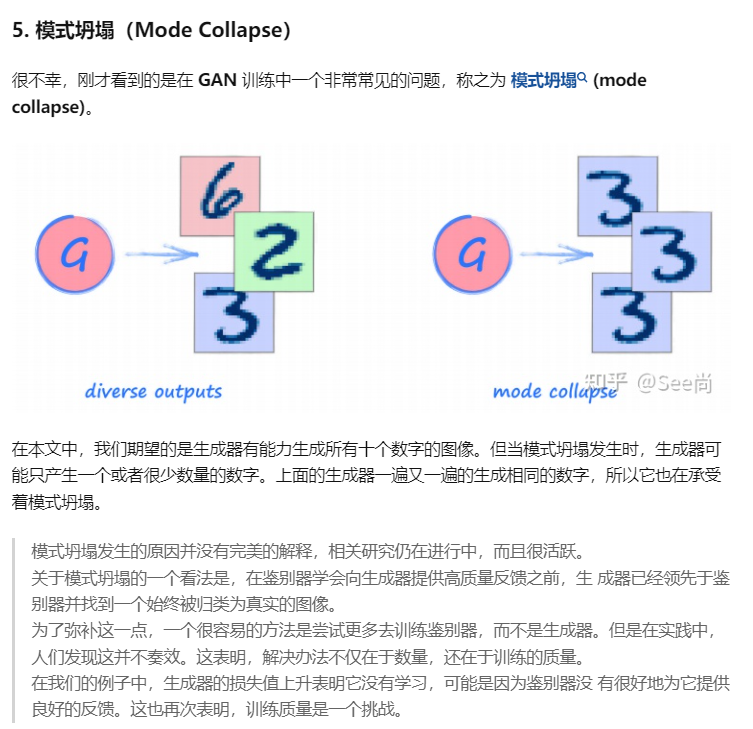 5. 模式坍塌（Mode Collapse）
很不幸，刚才看到的是在 GAN 训练中一个非常常见的问题，称之为 模式坍塌 (mode
collapse)。
G
6
2
3
diverse outputs
G
3
3
3
mode collapse
知乎 @See尚
在本文中，我们期望的是生成器有能力生成所有十个数字的图像。但当模式坍塌发生时，生成器可
能只产生一个或者很少数量的数字。上面的生成器一遍又一遍的生成相同的数字，所以它也在承受
着模式坍塌。
模式坍塌发生的原因并没有完美的解释，相关研究仍在进行中，而且很活跃。
关于模式坍塌的一个看法是，在鉴别器学会向生成器提供高质量反馈之前，生 成器已经领先于鉴
别器并找到一个始终被归类为真实的图像。
为了弥补这一点，一个很容易的方法是尝试更多去训练鉴别器，而不是生成器。但是在实践中，
人们发现这并不奏效。这表明，解决办法不仅在于数量，还在于训练的质量。
在我们的例子中，生成器的损失值上升表明它没有学习，可能是因为鉴别器没 有很好地为它提供
良好的反馈。这也再次表明，训练质量是一个挑战。